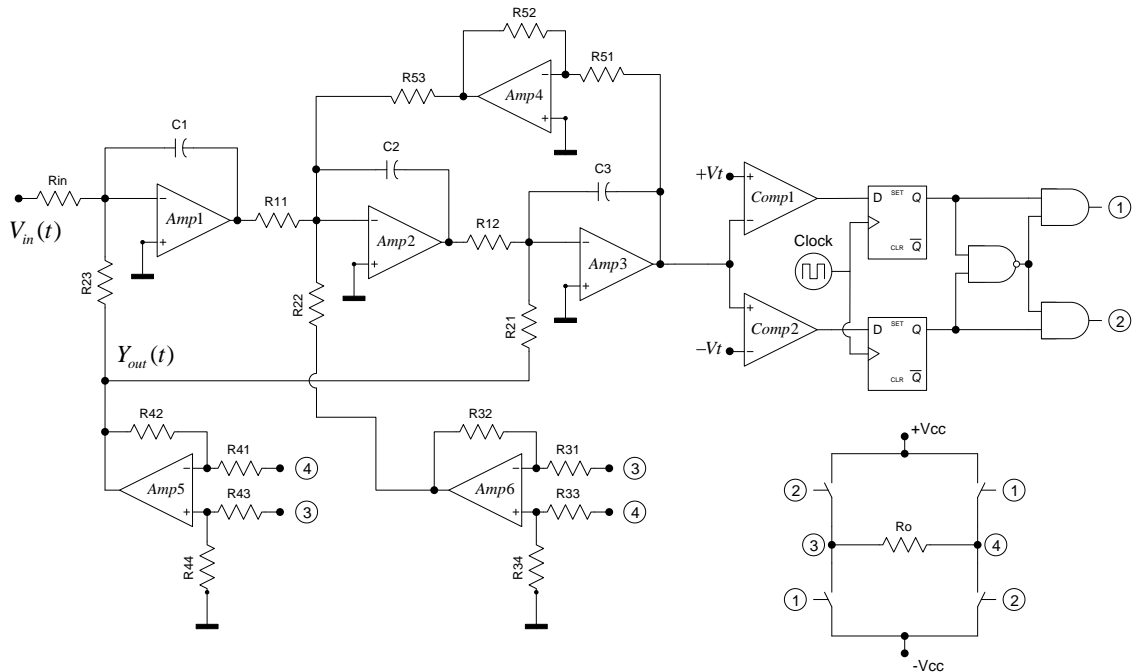 R52
R51
R53
Amp4
C1
C2
C3
Rin
R11
R12
V_in(t)
Amp1
Amp2
Amp3
R23
R22
R21
+Vt
Comp1
D SET Q
CLR Q̅
1
Clock
Comp2
−Vt
D SET Q
CLR Q̅
2
Y_out(t)
R42
R41
4
Amp5
R43
3
R44
R32
R31
3
Amp6
R33
4
R34
+Vcc
2
1
3
Ro
4
1
2
-Vcc